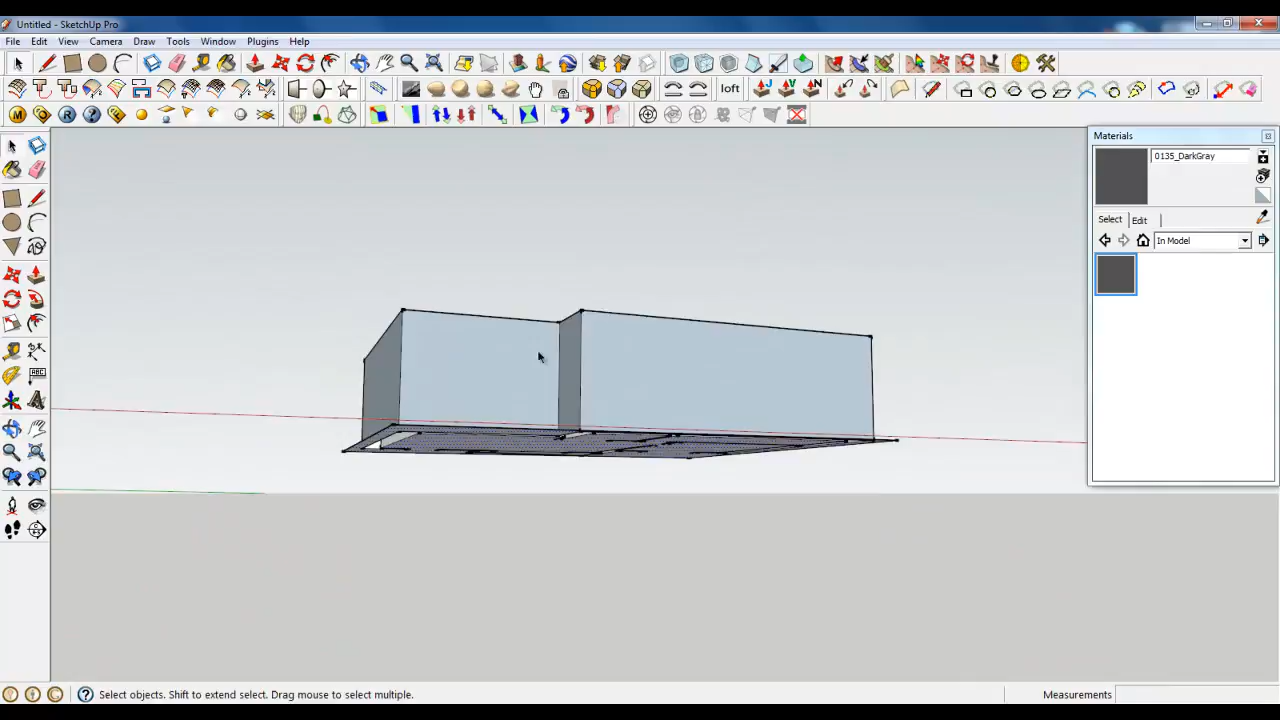 Untitled - SketchUp Pro
File Edit View Camera Draw Tools Window Plugins Help
loft
M Q R ?
Materials
0135_DarkGray
Select Edit
In Model
ABC
Select objects. Shift to extend select. Drag mouse to select multiple.
Measurements